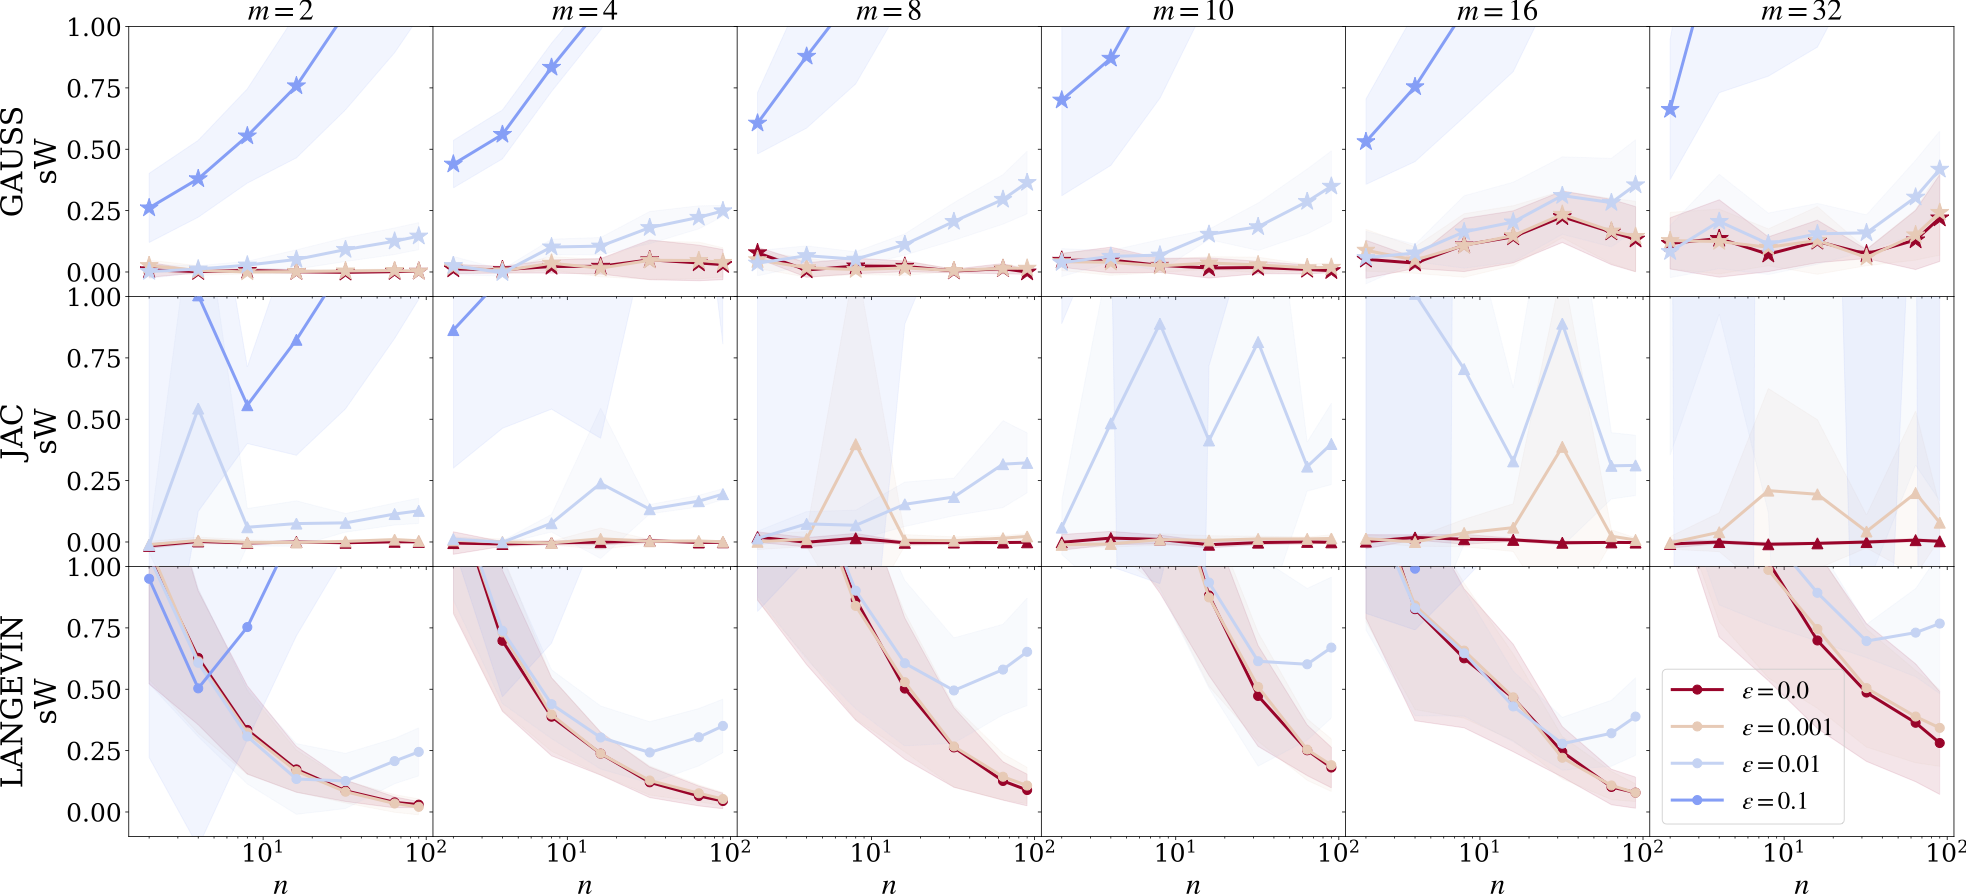 m = 2 m = 4 m = 8 m = 10 m = 16 m = 32
GAUSS
sW
1.00
0.75
0.50
0.25
0.00
JAC
sW
1.00
0.75
0.50
0.25
0.00
LANGEVIN
sW
1.00
0.75
0.50
0.25
0.00
ε = 0.0
ε = 0.001
ε = 0.01
ε = 0.1
10¹ 10² 10¹ 10² 10¹ 10² 10¹ 10² 10¹ 10² 10¹ 10²
n n n n n n